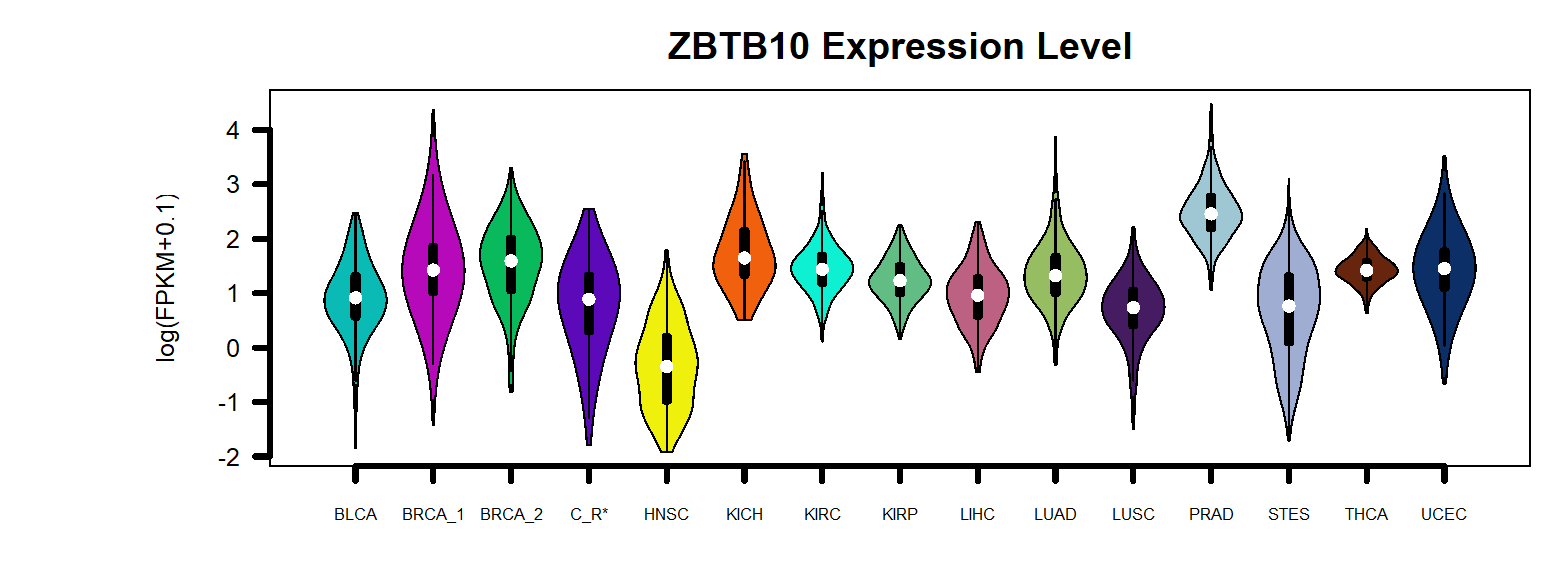 ZBTB10 Expression Level
log(FPKM+0.1)
4
3
2
1
0
-1
-2
BLCA BRCA_1 BRCA_2 C_R* HNSC KICH KIRC KIRP LIHC LUAD LUSC PRAD STES THCA UCEC